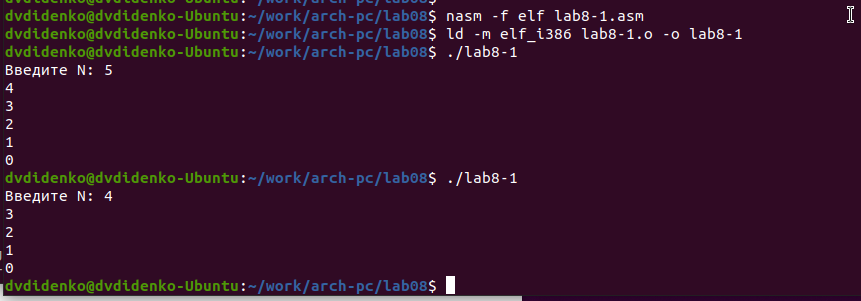 dvdidenko@dvdidenko-Ubuntu:~/work/arch-pc/lab08$ nasm -f elf lab8-1.asm
dvdidenko@dvdidenko-Ubuntu:~/work/arch-pc/lab08$ ld -m elf_i386 lab8-1.o -o lab8-1
dvdidenko@dvdidenko-Ubuntu:~/work/arch-pc/lab08$ ./lab8-1
Введите N: 5
4
3
2
1
0
dvdidenko@dvdidenko-Ubuntu:~/work/arch-pc/lab08$ ./lab8-1
Введите N: 4
3
2
1
0
dvdidenko@dvdidenko-Ubuntu:~/work/arch-pc/lab08$